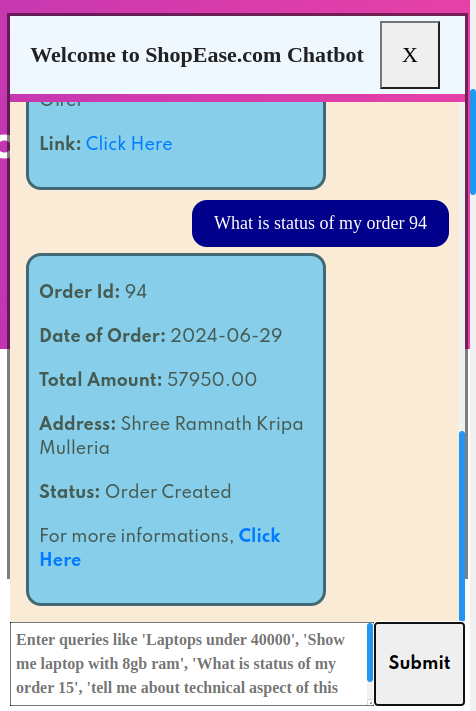 Welcome to ShopEase.com Chatbot
X
Offer
Link: Click Here
What is status of my order 94
Order Id: 94
Date of Order: 2024-06-29
Total Amount: 57950.00
Address: Shree Ramnath Kripa
Mulleria
Status: Order Created
For more informations, Click
Here
Enter queries like 'Laptops under 40000', 'Show
me laptop with 8gb ram', 'What is status of my
order 15', 'tell me about technical aspect of this
Submit